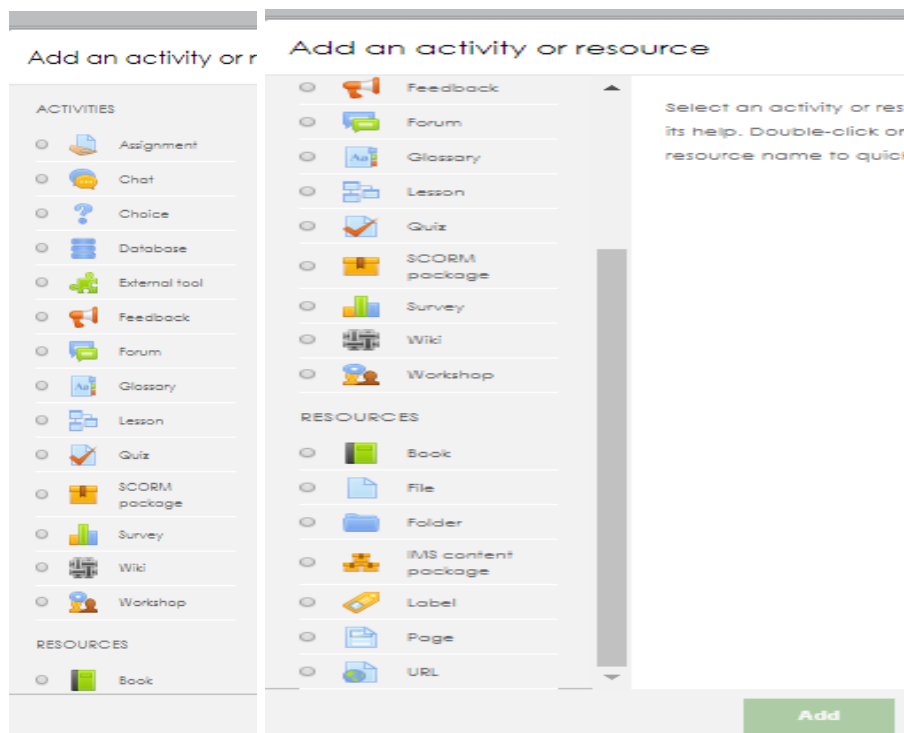 Add an activity or r
ACTIVITIES
Assignment
Chat
Choice
Database
External tool
Feedback
Forum
Glossary
Lesson
Quiz
SCORM
package
Survey
Wiki
Workshop
RESOURCES
Book
Add an activity or resource
Feedback
Forum
Glossary
Lesson
Quiz
SCORM
package
Survey
Wiki
Workshop
RESOURCES
Book
File
Folder
IMS content
package
Label
Page
URL
Select an activity or res
its help. Double-click or
resource name to quick
Add